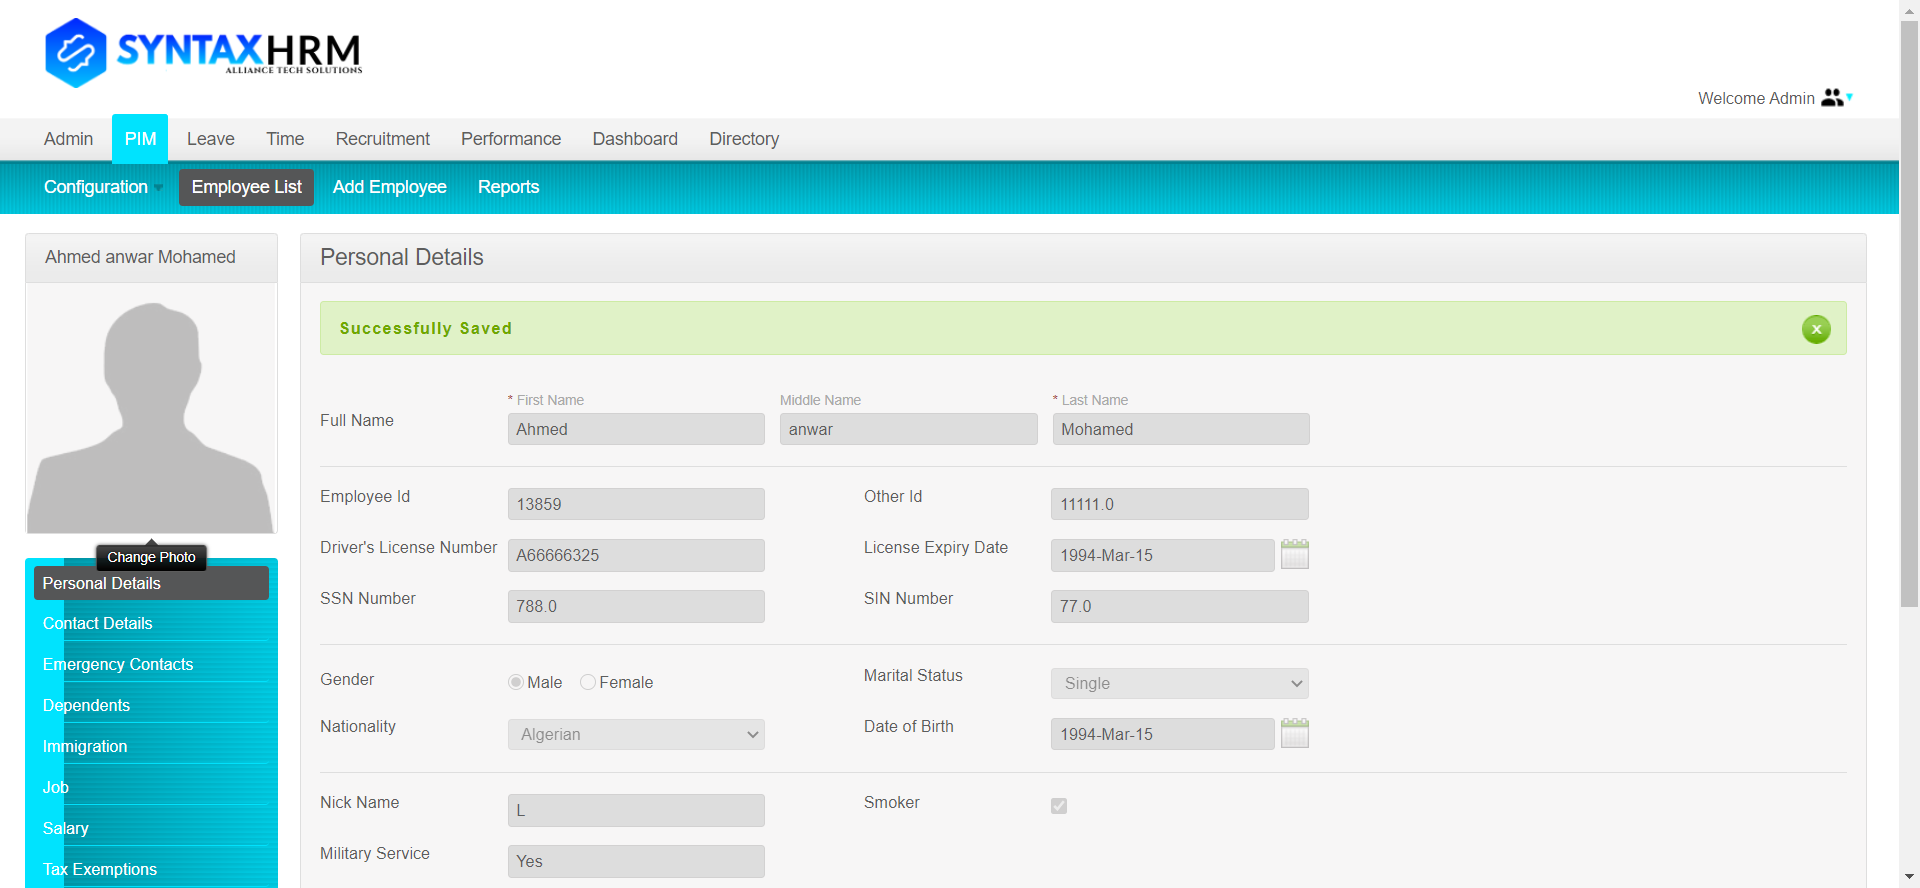 SYNTAXHRM
ALLIANCE TECH SOLUTIONS
Welcome Admin
Admin PIM Leave Time Recruitment Performance Dashboard Directory
Configuration Employee List Add Employee Reports
Ahmed anwar Mohamed
Change Photo
Personal Details
Contact Details
Emergency Contacts
Dependents
Immigration
Job
Salary
Tax Exemptions
Personal Details
Successfully Saved
x
* First Name Middle Name * Last Name
Full Name Ahmed anwar Mohamed
Employee Id 13859 Other Id 11111.0
Driver's License Number A66666325 License Expiry Date 1994-Mar-15
SSN Number 788.0 SIN Number 77.0
Gender Male Female Marital Status Single
Nationality Algerian Date of Birth 1994-Mar-15
Nick Name L Smoker
Military Service Yes